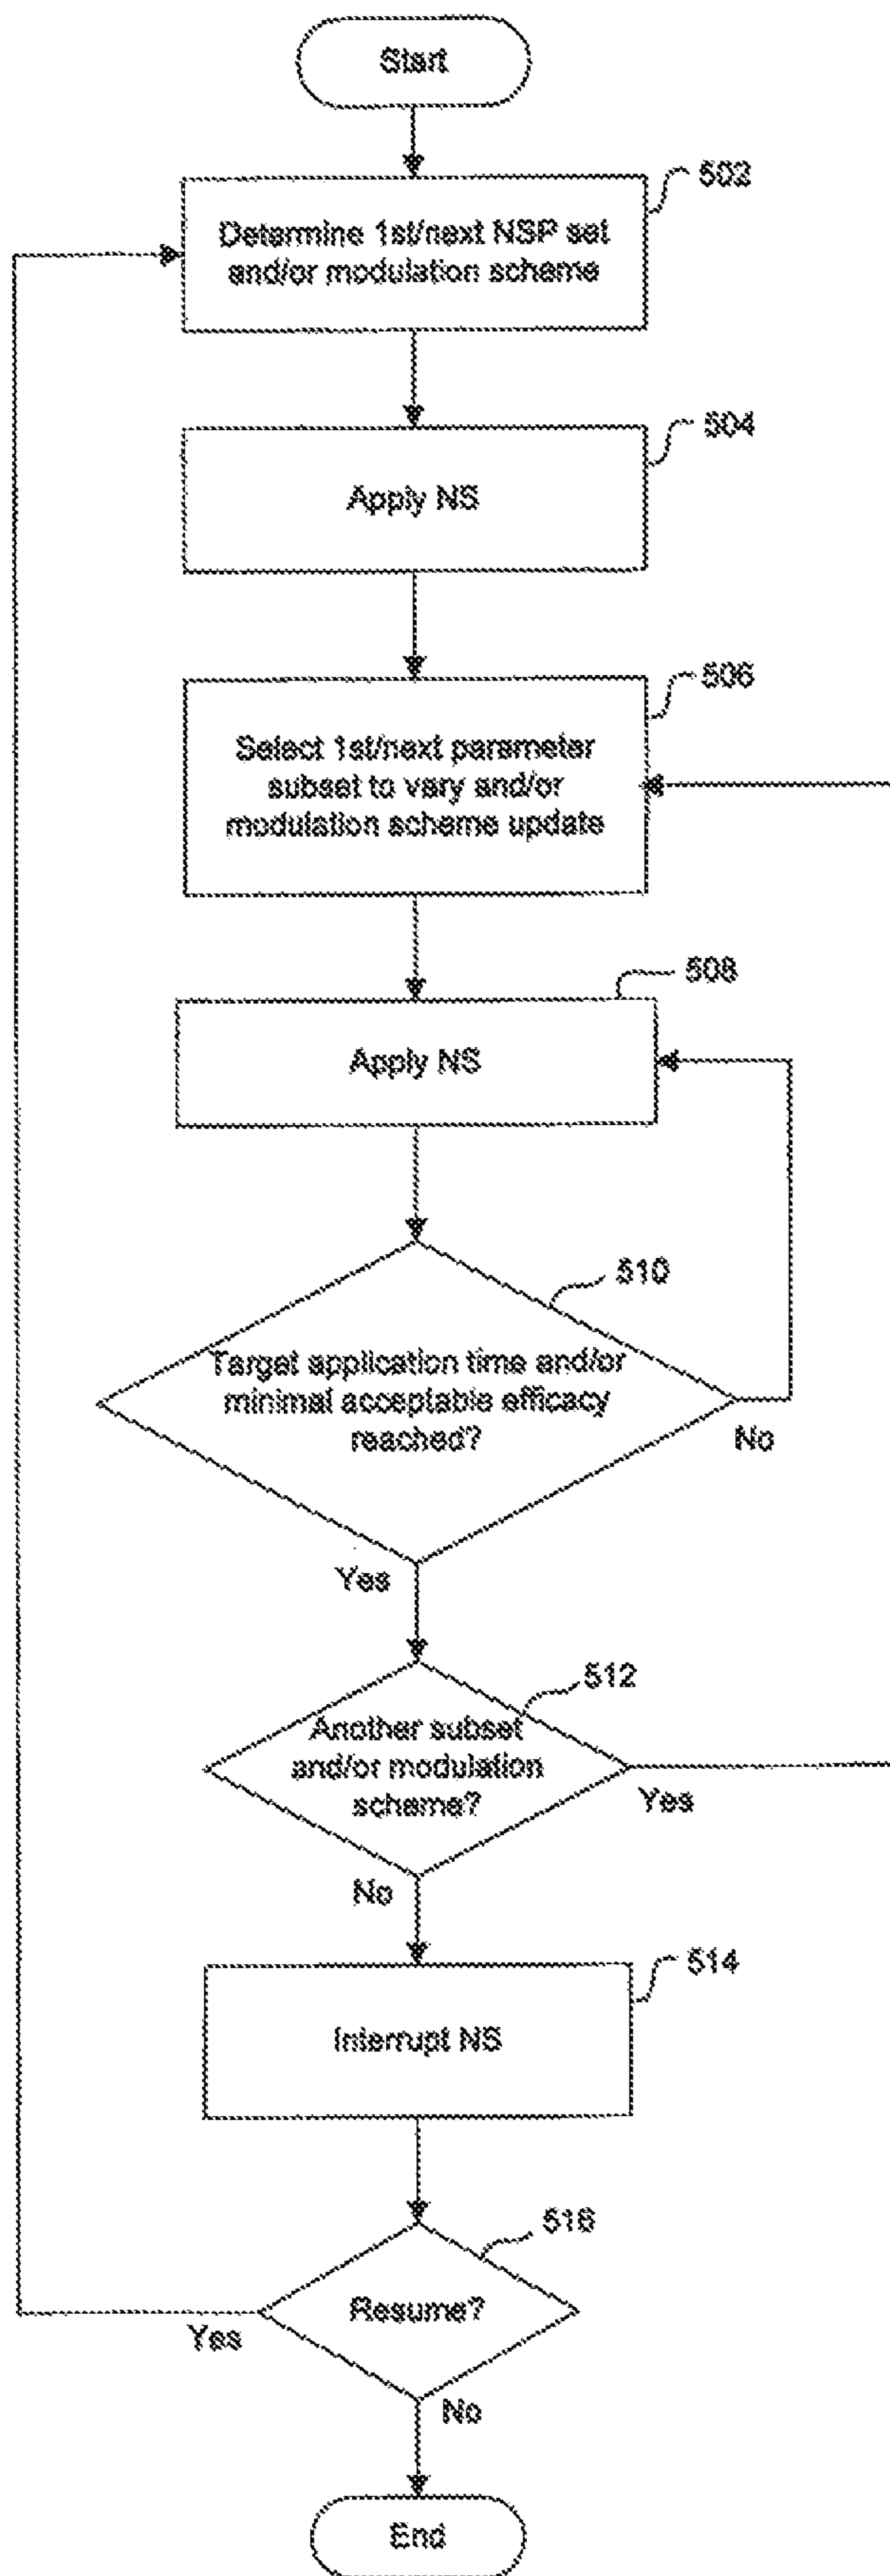 Start
502
Determine 1st/next NSP set
and/or modulation scheme
504
Apply NS
506
Select 1st/next parameter
subset to vary and/or
modulation scheme update
508
Apply NS
510
Target application time and/or
minimal acceptable efficacy
reached?
No
Yes
512
Another subset
and/or modulation
scheme?
Yes
No
514
Interrupt NS
516
Resume?
Yes
No
End